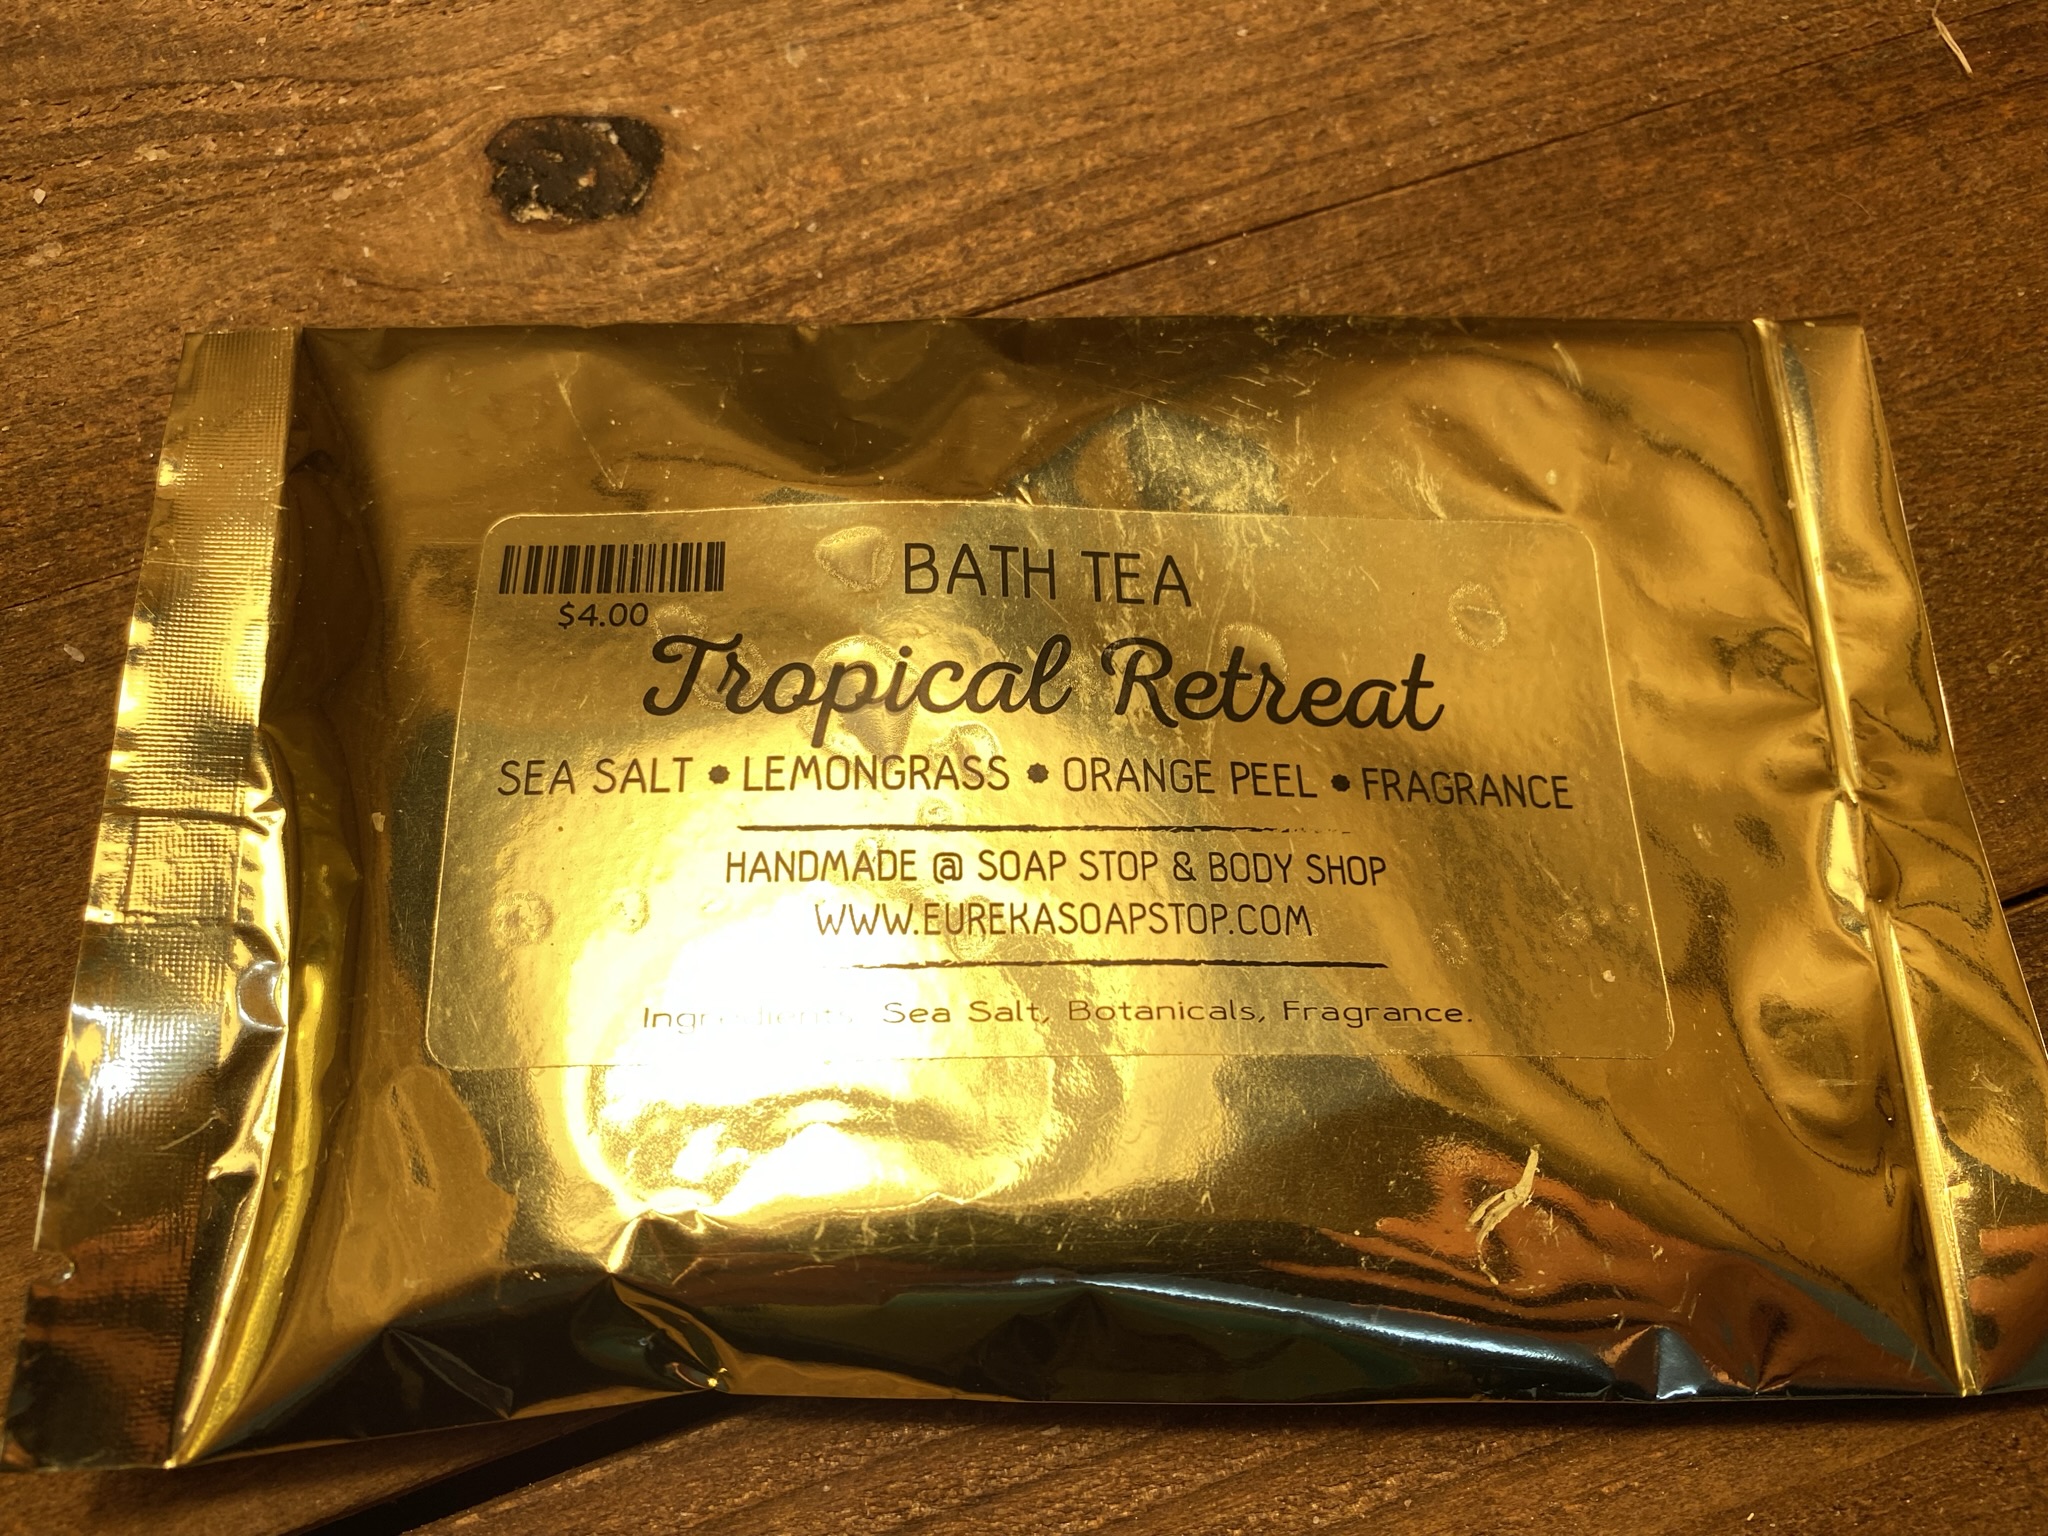 BATH TEA
$4.00
Tropical Retreat
SEA SALT • LEMONGRASS • ORANGE PEEL • FRAGRANCE
HANDMADE @ SOAP STOP & BODY SHOP
WWW.EUREKASOAPSTOP.COM
Ingredients: Sea Salt, Botanicals, Fragrance.